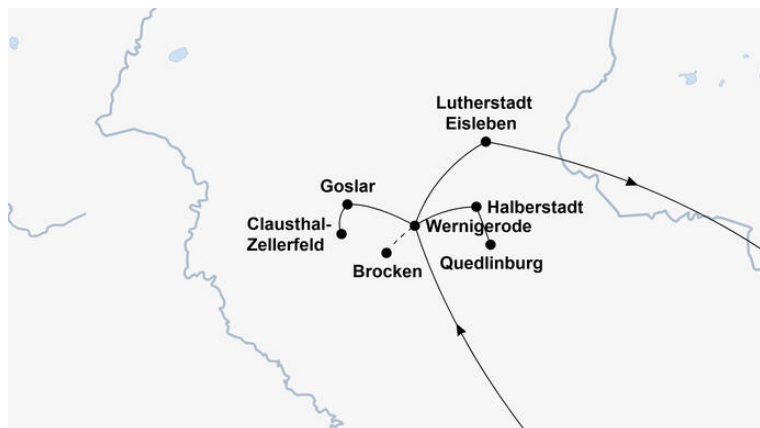 Lutherstadt
Eisleben
Goslar
Halberstadt
Clausthal-
Zellerfeld
Wernigerode
Brocken
Quedlinburg